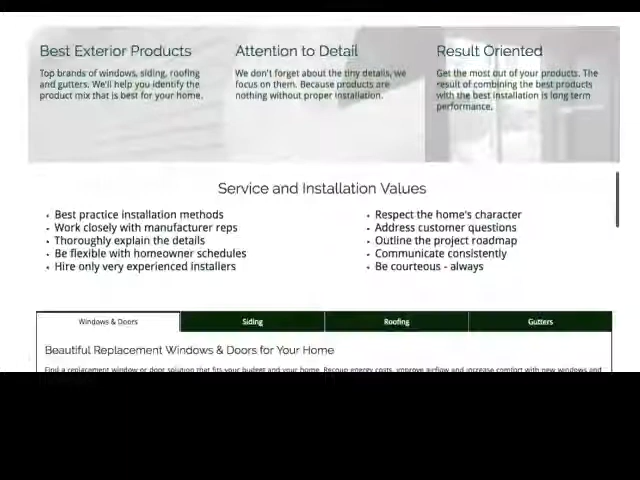 Best Exterior Products
Top brands of windows, siding, roofing
and gutters. We'll help you identify the
product mix that is best for your home.
Attention to Detail
We don't forget about the tiny details, we
focus on them. Because products are
nothing without proper installation.
Result Oriented
Get the most out of your products. The
result of combining the best products
with the best installation is long term
performance.
Service and Installation Values
• Best practice installation methods
• Work closely with manufacturer reps
• Thoroughly explain the details
• Be flexible with homeowner schedules
• Hire only very experienced installers
• Respect the home's character
• Address customer questions
• Outline the project roadmap
• Communicate consistently
• Be courteous - always
Windows & Doors
Siding
Roofing
Gutters
Beautiful Replacement Windows & Doors for Your Home
Find a replacement window or door solution that fits your budget and your home. Recoup energy costs, improve airflow and increase comfort with new windows and